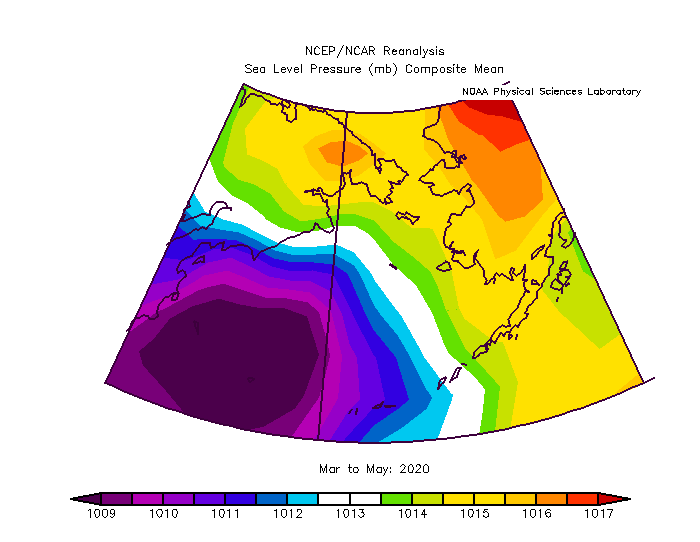 NCEP/NCAR Reanalysis
Sea Level Pressure (mb) Composite Mean
NOAA Physical Sciences Laboratory
Mar to May: 2020
1009 1010 1011 1012 1013 1014 1015 1016 1017